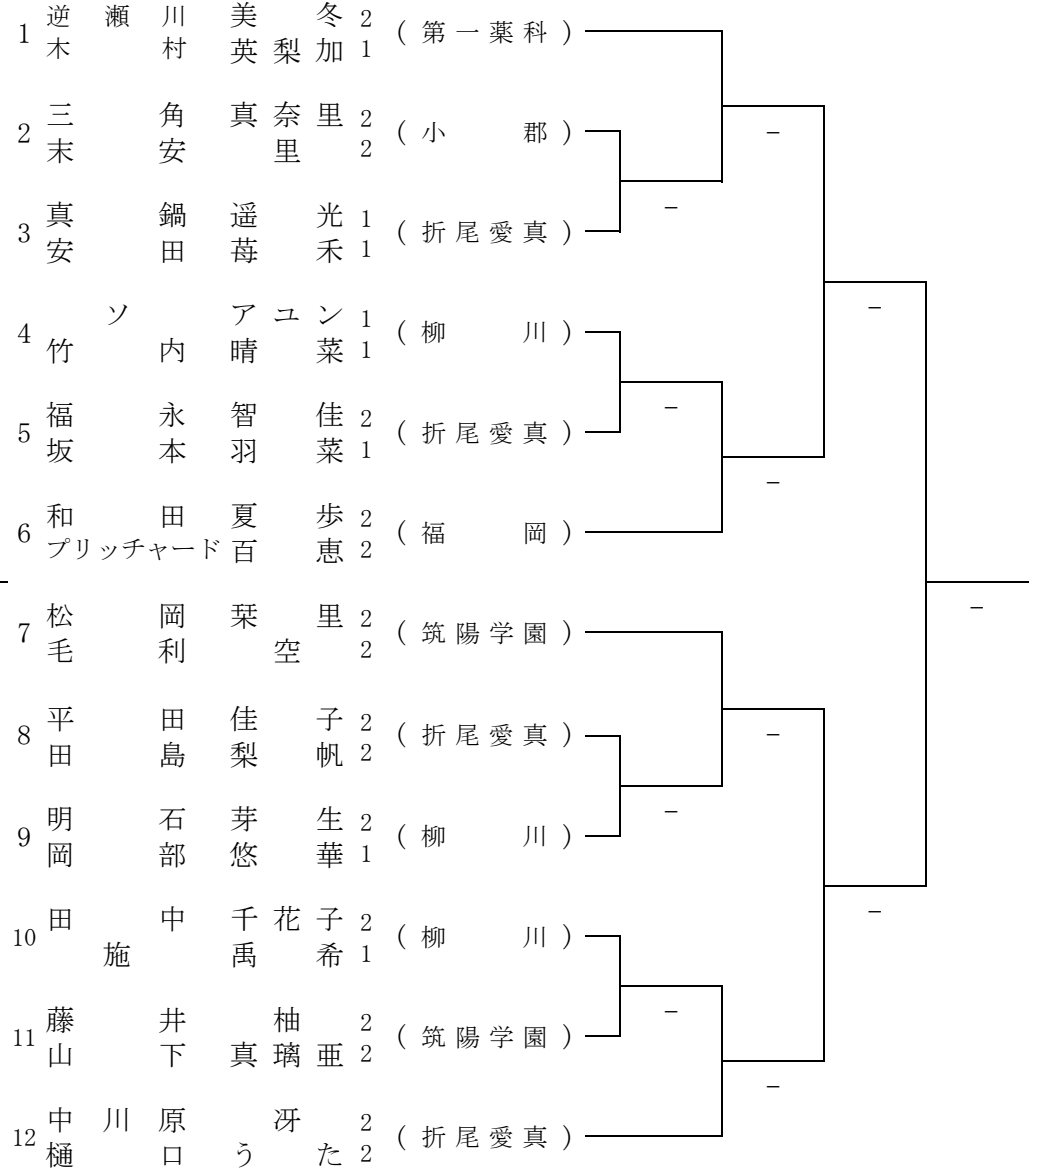 逆瀬川 美冬 2
1 (第一薬科)
木村 英梨加 1
三角 真奈里 2
2 (小郡)
末安 里 2
–
真鍋 遥光 1
3 (折尾愛真)
安田 苺禾 1
–
ソ アユン 1
4 (柳川)
竹内 晴菜 1
–
福永 智佳 2
5 (折尾愛真)
坂本 羽菜 1
–
–
和田 夏歩 2
6 (福岡)
プリッチャード 百恵 2
–
松岡 栞里 2
7 (筑陽学園)
毛利 空 2
–
平田 佳子 2
8 (折尾愛真)
田島 梨帆 2
–
明石 芽生 2
9 (柳川)
岡部 悠華 1
–
田中 千花子 2
10 (柳川)
施 禹希 1
–
藤井 柚 2
11 (筑陽学園)
山下 真璃亜 2
–
–
中川原 冴 2
12 (折尾愛真)
樋口 うた 2